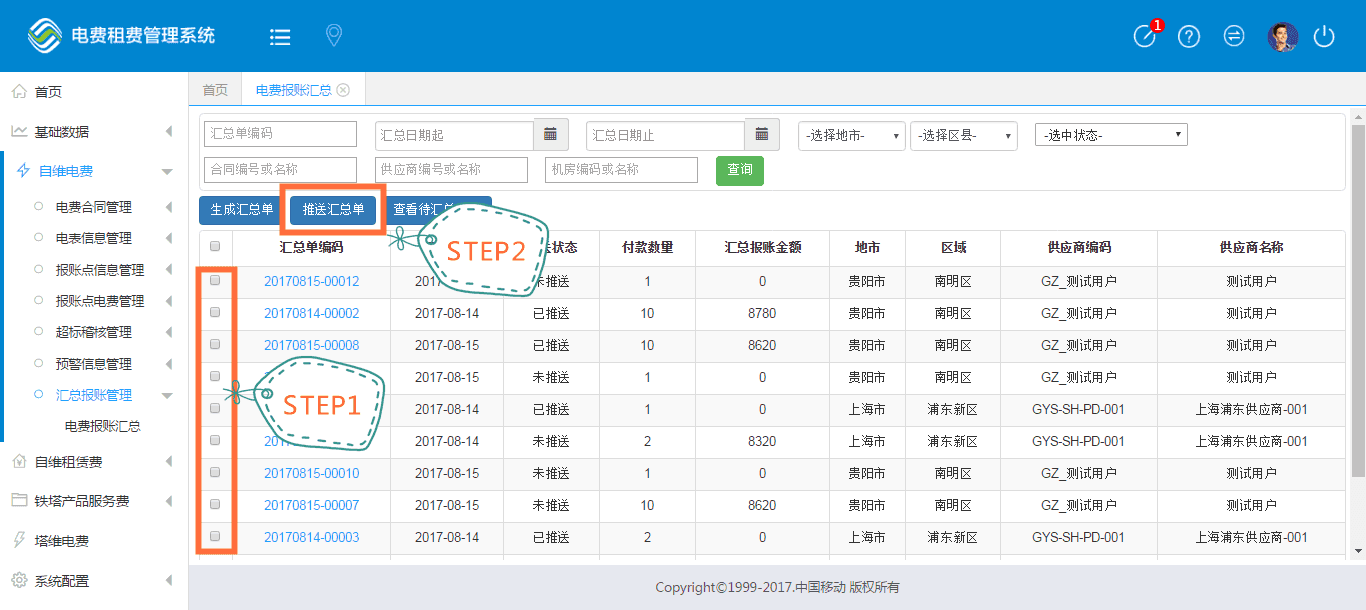 电费租费管理系统
1
首页
基础数据
自维电费
电费合同管理
电表信息管理
报账点信息管理
报账点电费管理
超标稽核管理
预警信息管理
汇总报账管理
电费报账汇总
自维租赁费
铁塔产品服务费
塔维电费
系统配置
首页 电费报账汇总
汇总单编码 汇总日期起 汇总日期止 -选择地市- -选择区县- -选中状态-
合同编号或名称 供应商编号或名称 机房编码或名称 查询
生成汇总单 推送汇总单 查看待汇总
STEP2
汇总单编码 状态 付款数量 汇总报账金额 地市 区域 供应商编码 供应商名称
20170815-00012 2017 未推送 1 0 贵阳市 南明区 GZ_测试用户 测试用户
20170814-00002 2017-08-14 已推送 10 8780 贵阳市 南明区 GZ_测试用户 测试用户
20170815-00008 2017-08-15 已推送 10 8620 贵阳市 南明区 GZ_测试用户 测试用户
2017-08-15 未推送 1 0 贵阳市 南明区 GZ_测试用户 测试用户
STEP1
2017-08-14 已推送 1 0 上海市 浦东新区 GYS-SH-PD-001 上海浦东供应商-001
2017-08-14 未推送 2 8320 上海市 浦东新区 GYS-SH-PD-001 上海浦东供应商-001
20170815-00010 2017-08-15 未推送 1 0 贵阳市 南明区 GZ_测试用户 测试用户
20170815-00007 2017-08-15 未推送 10 8620 贵阳市 南明区 GZ_测试用户 测试用户
20170814-00003 2017-08-14 已推送 2 0 上海市 浦东新区 GYS-SH-PD-001 上海浦东供应商-001
Copyright©1999-2017.中国移动 版权所有